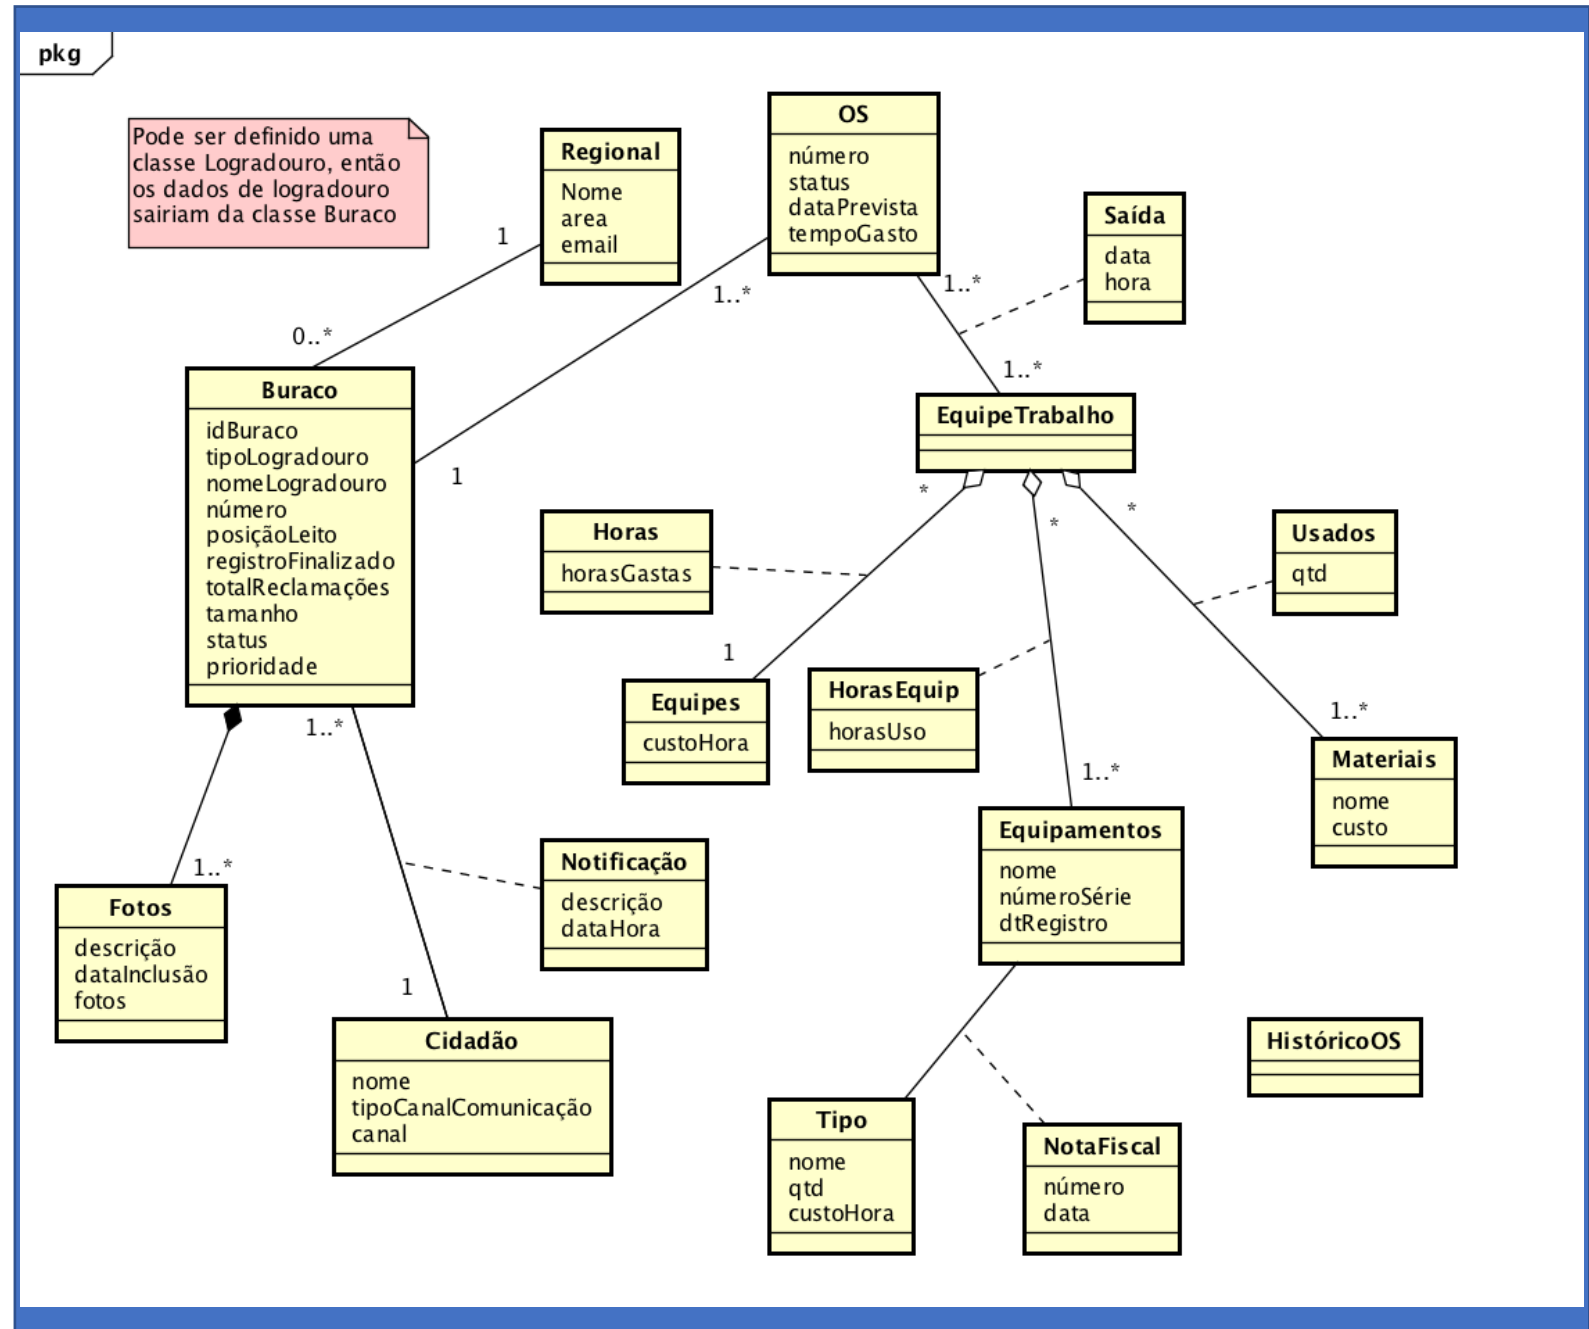 pkg
Pode ser definido uma
classe Logradouro, então
os dados de logradouro
sairiam da classe Buraco
Regional
Nome
area
email
OS
número
status
dataPrevista
tempoGasto
Saída
data
hora
1
0..*
1..*
1
1..*
1..*
Buraco
idBuraco
tipoLogradouro
nomeLogradouro
número
posiçãoLeito
registroFinalizado
totalReclamações
tamanho
status
prioridade
EquipeTrabalho
*
*
*
Horas
horasGastas
Usados
qtd
1
Equipes
custoHora
HorasEquip
horasUso
1..*
1..*
Materiais
nome
custo
Equipamentos
nome
númeroSérie
dtRegistro
1..*
1..*
Fotos
descrição
dataInclusão
fotos
Notificação
descrição
dataHora
1
Cidadão
nome
tipoCanalComunicação
canal
HistóricoOS
Tipo
nome
qtd
custoHora
NotaFiscal
número
data